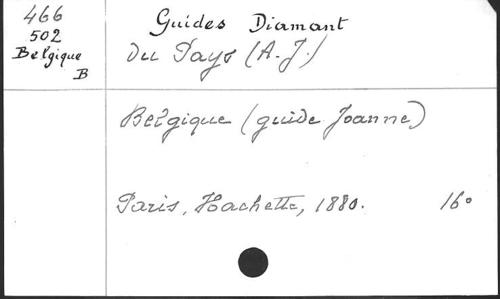 466
502
Belgique
B
Guides Diamant
Du Pays (A.J.)
Belgique (guide Joanne)
Paris, Hachette, 1880. 16°